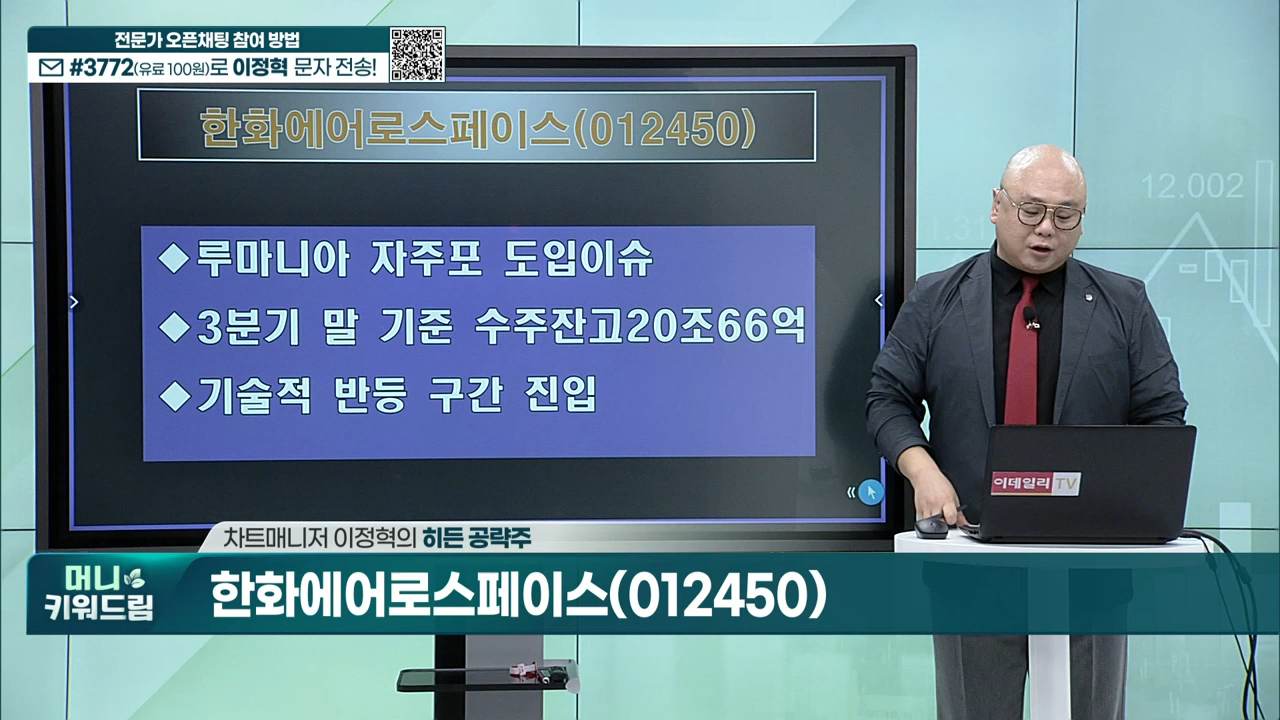 전문가 오픈채팅 참여 방법
#3772(유료 100원)로 이정혁 문자 전송!
한화에어로스페이스(012450)
◆루마니아 자주포 도입이슈
◆3분기 말 기준 수주잔고20조66억
◆기술적 반등 구간 진입
12.002
이데일리TV
차트매니저 이정혁의 히든 공략주
머니
키워드림
한화에어로스페이스(012450)